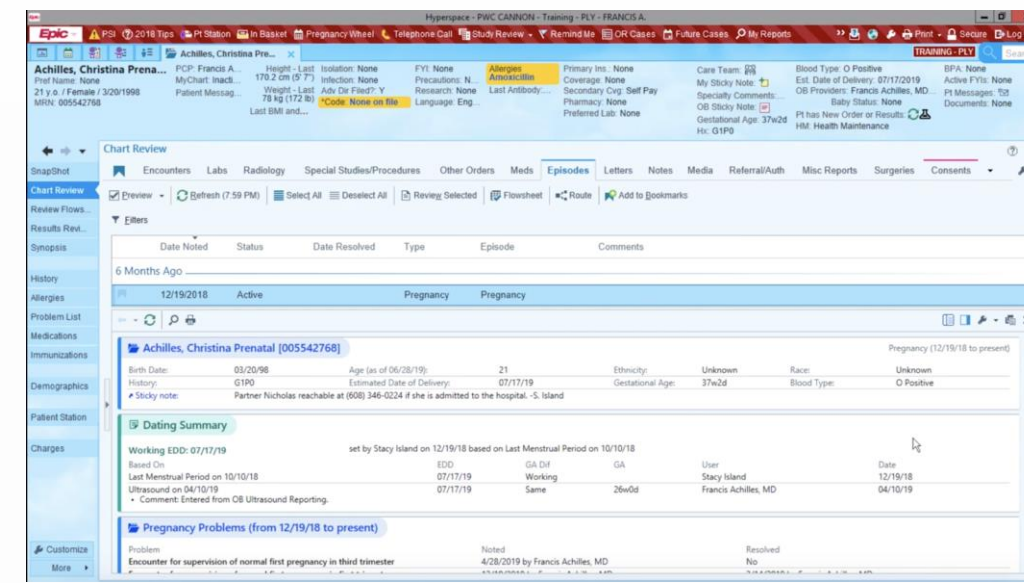 Hyperspace - PWC CANNON - Training - PLY - FRANCIS A.
Epic PSI 2018 Tips Pt Station In Basket Pregnancy Wheel Telephone Call Study Review Remind Me OR Cases Future Cases My Reports Print Secure Log
Achilles, Christina Pre... TRAINING - PLY Sea
Achilles, Christina Prena... PCP: Francis A... Height - Last Isolation: None FYI: None Allergies Primary Ins.: None Care Team: Blood Type: O Positive BPA: None
Pref Name: None MyChart: Inacti... 170.2 cm (5' 7") Infection: None Precautions: N... Amoxicillin Coverage: None My Sticky Note: Est. Date of Delivery: 07/17/2019 Active FYIs: None
21 y.o. / Female / 3/20/1998 Patient Messag... Weight - Last Adv Dir Filed?: Y Research: None Last Antibody:... Secondary Cvg: Self Pay Specialty Comments:... OB Providers: Francis Achilles, MD... Pt Messages:
MRN: 005542768 78 kg (172 lb) *Code: None on file Language: Eng... Pharmacy: None OB Sticky Note: Baby Status: None Documents: None
Last BMI and... Preferred Lab: None Gestational Age: 37w2d Pt has New Order or Results:
Hx: G1P0 HM: Health Maintenance
Chart Review
SnapShot
Chart Review
Review Flows...
Results Revi...
Synopsis
History
Allergies
Problem List
Medications
Immunizations
Demographics
Patient Station
Charges
Customize
More
Encounters Labs Radiology Special Studies/Procedures Other Orders Meds Episodes Letters Notes Media Referral/Auth Misc Reports Surgeries Consents
Preview Refresh (7:59 PM) Select All Deselect All Review Selected Flowsheet Route Add to Bookmarks
Filters
Date Noted Status Date Resolved Type Episode Comments
6 Months Ago
12/19/2018 Active Pregnancy Pregnancy
Achilles, Christina Prenatal [005542768] Pregnancy (12/19/18 to present)
Birth Date: 03/20/98 Age (as of 06/28/19): 21 Ethnicity: Unknown Race: Unknown
History: G1P0 Estimated Date of Delivery: 07/17/19 Gestational Age: 37w2d Blood Type: O Positive
Sticky note: Partner Nicholas reachable at (608) 346-0224 if she is admitted to the hospital. -S. Island
Dating Summary
Working EDD: 07/17/19 set by Stacy Island on 12/19/18 based on Last Menstrual Period on 10/10/18
Based On EDD GA Dif GA User Date
Last Menstrual Period on 10/10/18 07/17/19 Working Stacy Island 12/19/18
Ultrasound on 04/10/19 07/17/19 Same 26w0d Francis Achilles, MD 04/10/19
• Comment: Entered from OB Ultrasound Reporting.
Pregnancy Problems (from 12/19/18 to present)
Problem Noted Resolved
Encounter for supervision of normal first pregnancy in third trimester 4/28/2019 by Francis Achilles, MD No